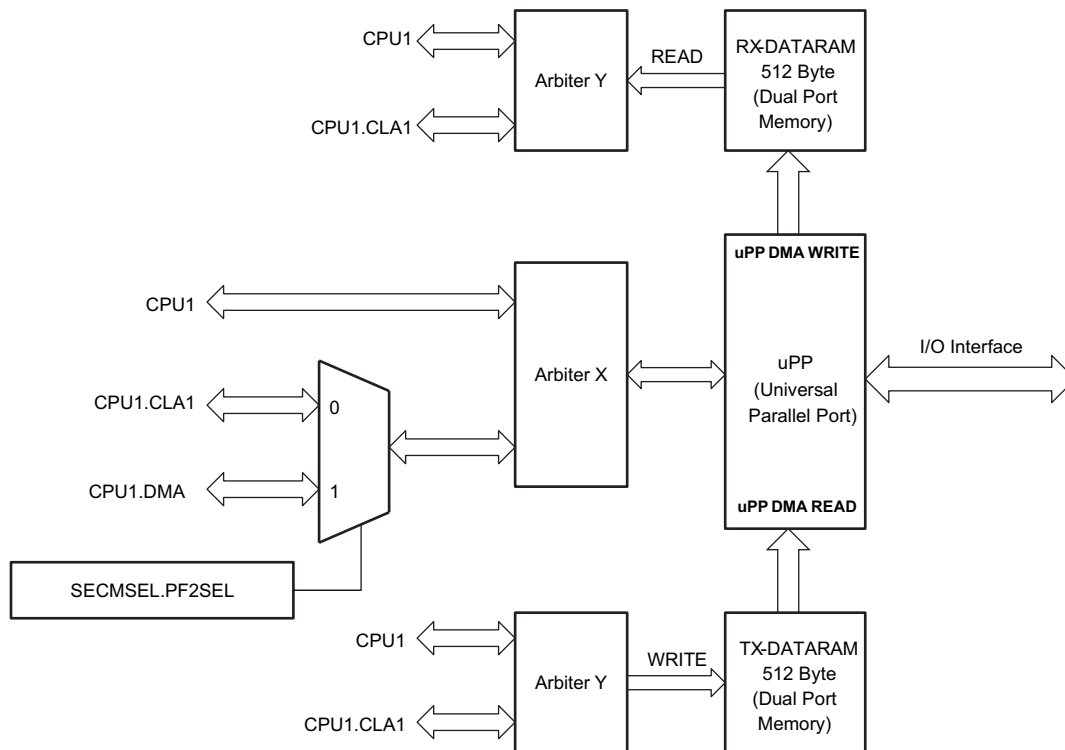 CPU1
CPU1.CLA1
Arbiter Y
READ
RX-DATARAM
512 Byte
(Dual Port
Memory)
CPU1
CPU1.CLA1
0
CPU1.DMA
1
SECMSEL.PF2SEL
Arbiter X
uPP DMA WRITE
uPP
(Universal
Parallel Port)
uPP DMA READ
I/O Interface
CPU1
CPU1.CLA1
Arbiter Y
WRITE
TX-DATARAM
512 Byte
(Dual Port
Memory)